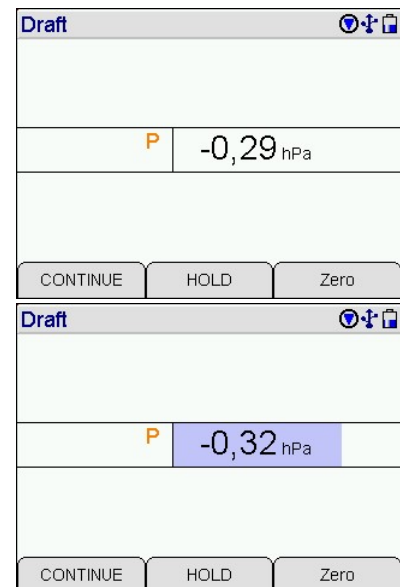 Draft
P -0,29 hPa
CONTINUE HOLD Zero
Draft
P -0,32 hPa
CONTINUE HOLD Zero